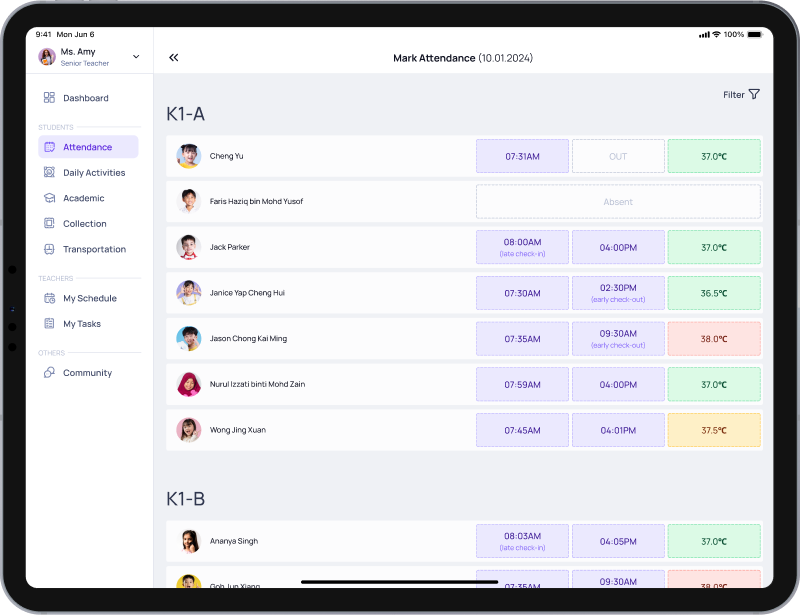 9:41 Mon Jun 6
100%
Ms. Amy
Senior Teacher
Mark Attendance (10.01.2024)
Dashboard
STUDENTS
Attendance
Daily Activities
Academic
Collection
Transportation
TEACHERS
My Schedule
My Tasks
OTHERS
Community
Filter
K1-A
Cheng Yu 07:31AM OUT 37.0℃
Faris Haziq bin Mohd Yusof Absent
Jack Parker 08:00AM (late check-in) 04:00PM 37.0℃
Janice Yap Cheng Hui 07:30AM 02:30PM (early check-out) 36.5℃
Jason Chong Kai Ming 07:35AM 09:30AM (early check-out) 38.0℃
Nurul Izzati binti Mohd Zain 07:59AM 04:00PM 37.0℃
Wong Jing Xuan 07:45AM 04:01PM 37.5℃
K1-B
Ananya Singh 08:03AM (late check-in) 04:05PM 37.0℃
Goh Jun Xiang 07:35AM 09:30AM 38.0℃